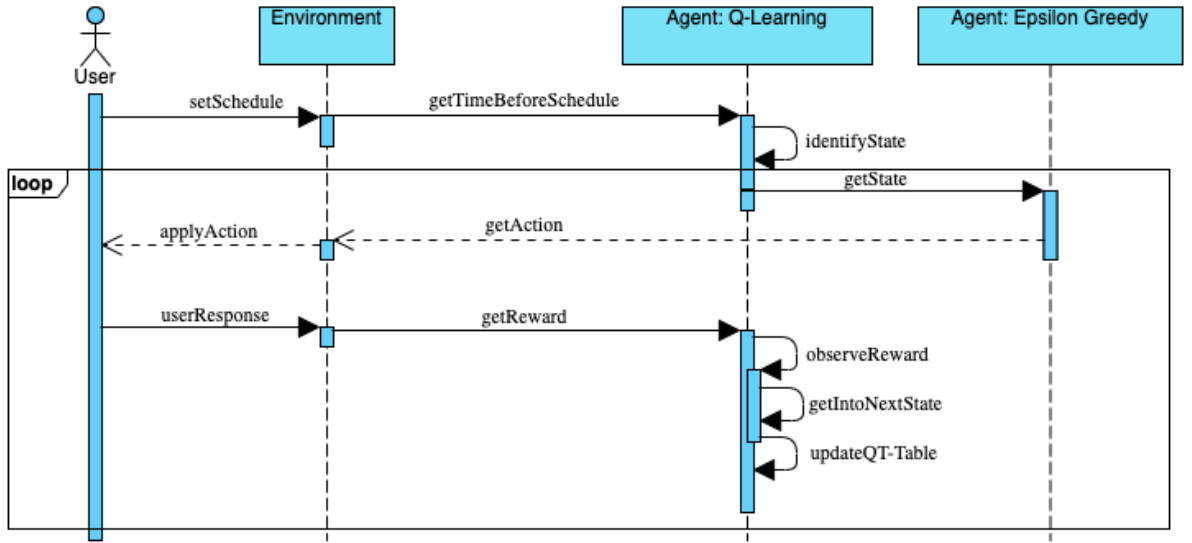 Environment
Agent: Q-Learning
Agent: Epsilon Greedy
User
setSchedule
getTimeBeforeSchedule
identifyState
loop
getState
applyAction
getAction
userResponse
getReward
observeReward
getIntoNextState
updateQT-Table